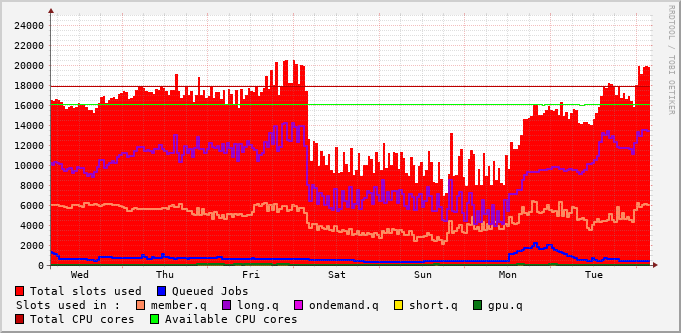 RRDTOOL / TOBI OETIKER
24000
22000
20000
18000
16000
14000
12000
10000
8000
6000
4000
2000
0
Wed Thu Fri Sat Sun Mon Tue
Total slots used Queued Jobs
Slots used in : member.q long.q ondemand.q short.q gpu.q
Total CPU cores Available CPU cores